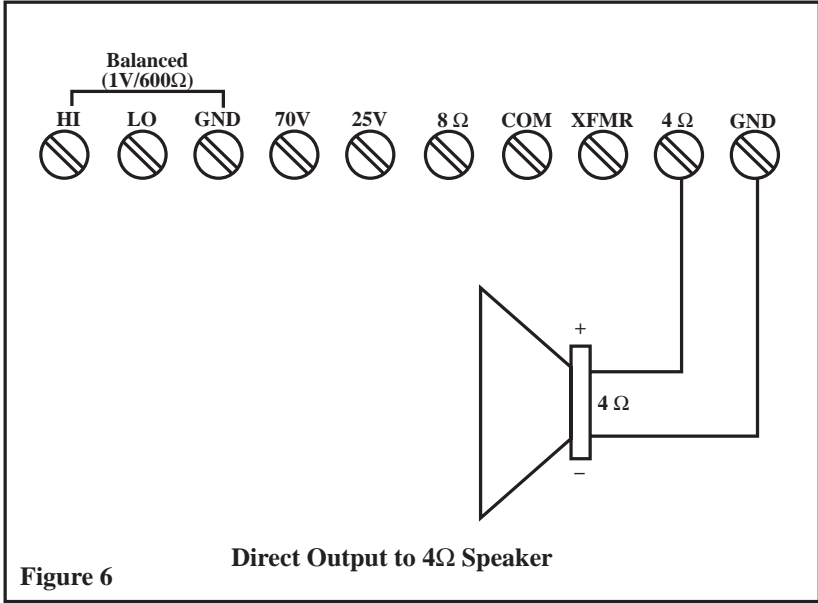 Balanced
(1V/600Ω)
HI LO GND 70V 25V 8 Ω COM XFMR 4 Ω GND
+
4 Ω
–
Direct Output to 4Ω Speaker
Figure 6